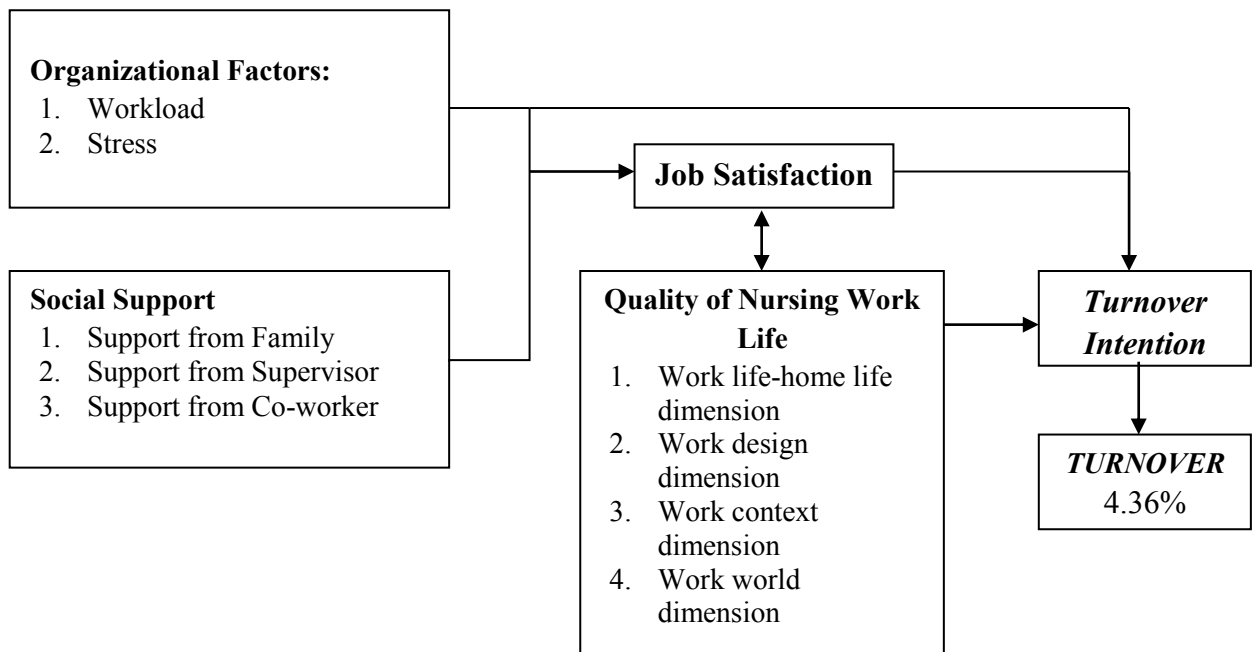 Organizational Factors:
1. Workload
2. Stress
Job Satisfaction
Social Support
1. Support from Family
2. Support from Supervisor
3. Support from Co-worker
Quality of Nursing Work
Life
1. Work life-home life
dimension
2. Work design
dimension
3. Work context
dimension
4. Work world
dimension
Turnover
Intention
TURNOVER
4.36%